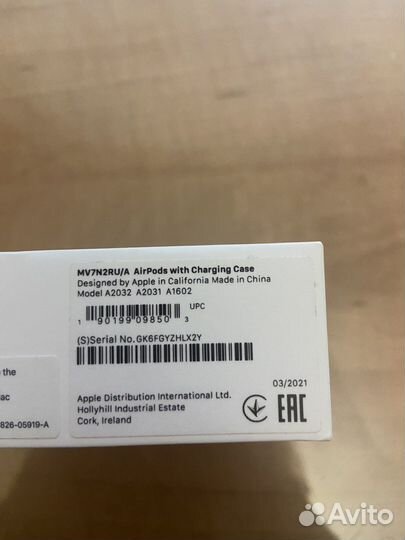 MV7N2RU/A AirPods with Charging Case
Designed by Apple in California Made in China
Model A2032 A2031 A1602
UPC
1 90199 09850 3
(S)Serial No.GK6FGYZHLX2Y
the
ac
826-05919-A
03/2021
Apple Distribution International Ltd.
Hollyhill Industrial Estate
Cork, Ireland
EAC
Avito